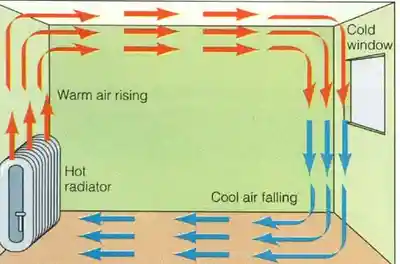 Cold
window
Warm air rising
Hot
radiator
Cool air falling